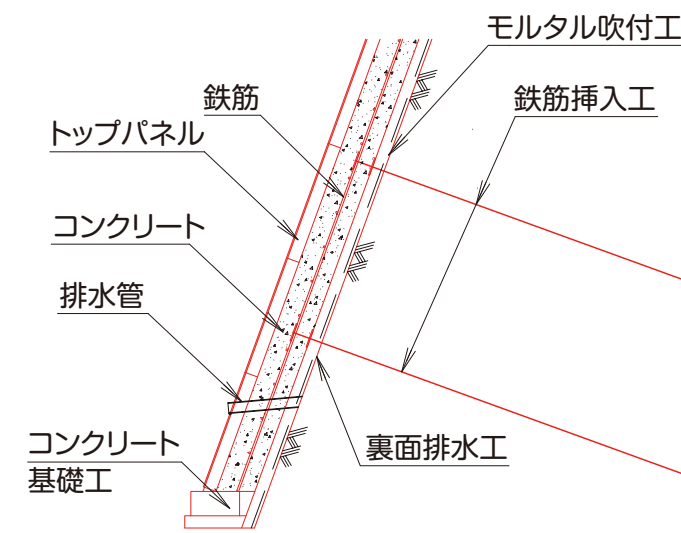 モルタル吹付工
鉄筋
鉄筋挿入工
トップパネル
コンクリート
排水管
コンクリート
基礎工
裏面排水工